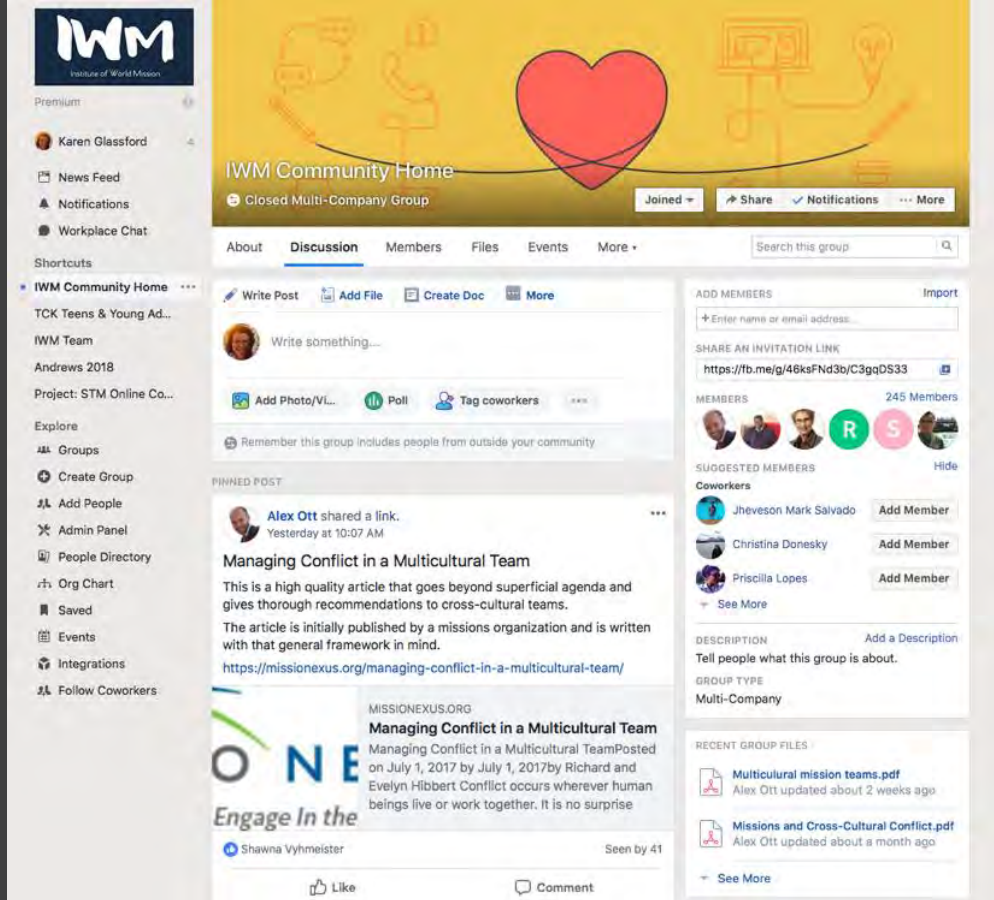 IWM
Institute of World Mission
Premium
Karen Glassford
4
News Feed
Notifications
Workplace Chat
Shortcuts
IWM Community Home
TCK Teens & Young Ad...
IWM Team
Andrews 2018
Project: STM Online Co...
Explore
Groups
Create Group
Add People
Admin Panel
People Directory
Org Chart
Saved
Events
Integrations
Follow Coworkers
IWM Community Home
Closed Multi-Company Group
Joined
Share
Notifications
More
About
Discussion
Members
Files
Events
More
Search this group
Write Post
Add File
Create Doc
More
Write something...
Add Photo/Vi...
Poll
Tag coworkers
Remember this group includes people from outside your community
PINNED POST
Alex Ott shared a link.
Yesterday at 10:07 AM
Managing Conflict in a Multicultural Team
This is a high quality article that goes beyond superficial agenda and
gives thorough recommendations to cross-cultural teams.
The article is initially published by a missions organization and is written
with that general framework in mind.
https://missionexus.org/managing-conflict-in-a-multicultural-team/
O N E
Engage In the
MISSIONEXUS.ORG
Managing Conflict in a Multicultural Team
Managing Conflict in a Multicultural TeamPosted
on July 1, 2017 by July 1, 2017by Richard and
Evelyn Hibbert Conflict occurs wherever human
beings live or work together. It is no surprise
Shawna Vyhmeister
Seen by 41
Like
Comment
ADD MEMBERS
Import
+ Enter name or email address...
SHARE AN INVITATION LINK
https://fb.me/g/46ksFNd3b/C3gqDS33
MEMBERS
245 Members
R
S
SUGGESTED MEMBERS
Hide
Coworkers
Jheveson Mark Salvado
Add Member
Christina Donesky
Add Member
Priscilla Lopes
Add Member
See More
DESCRIPTION
Add a Description
Tell people what this group is about.
GROUP TYPE
Multi-Company
RECENT GROUP FILES
Multiculural mission teams.pdf
Alex Ott updated about 2 weeks ago
Missions and Cross-Cultural Conflict.pdf
Alex Ott updated about a month ago
See More